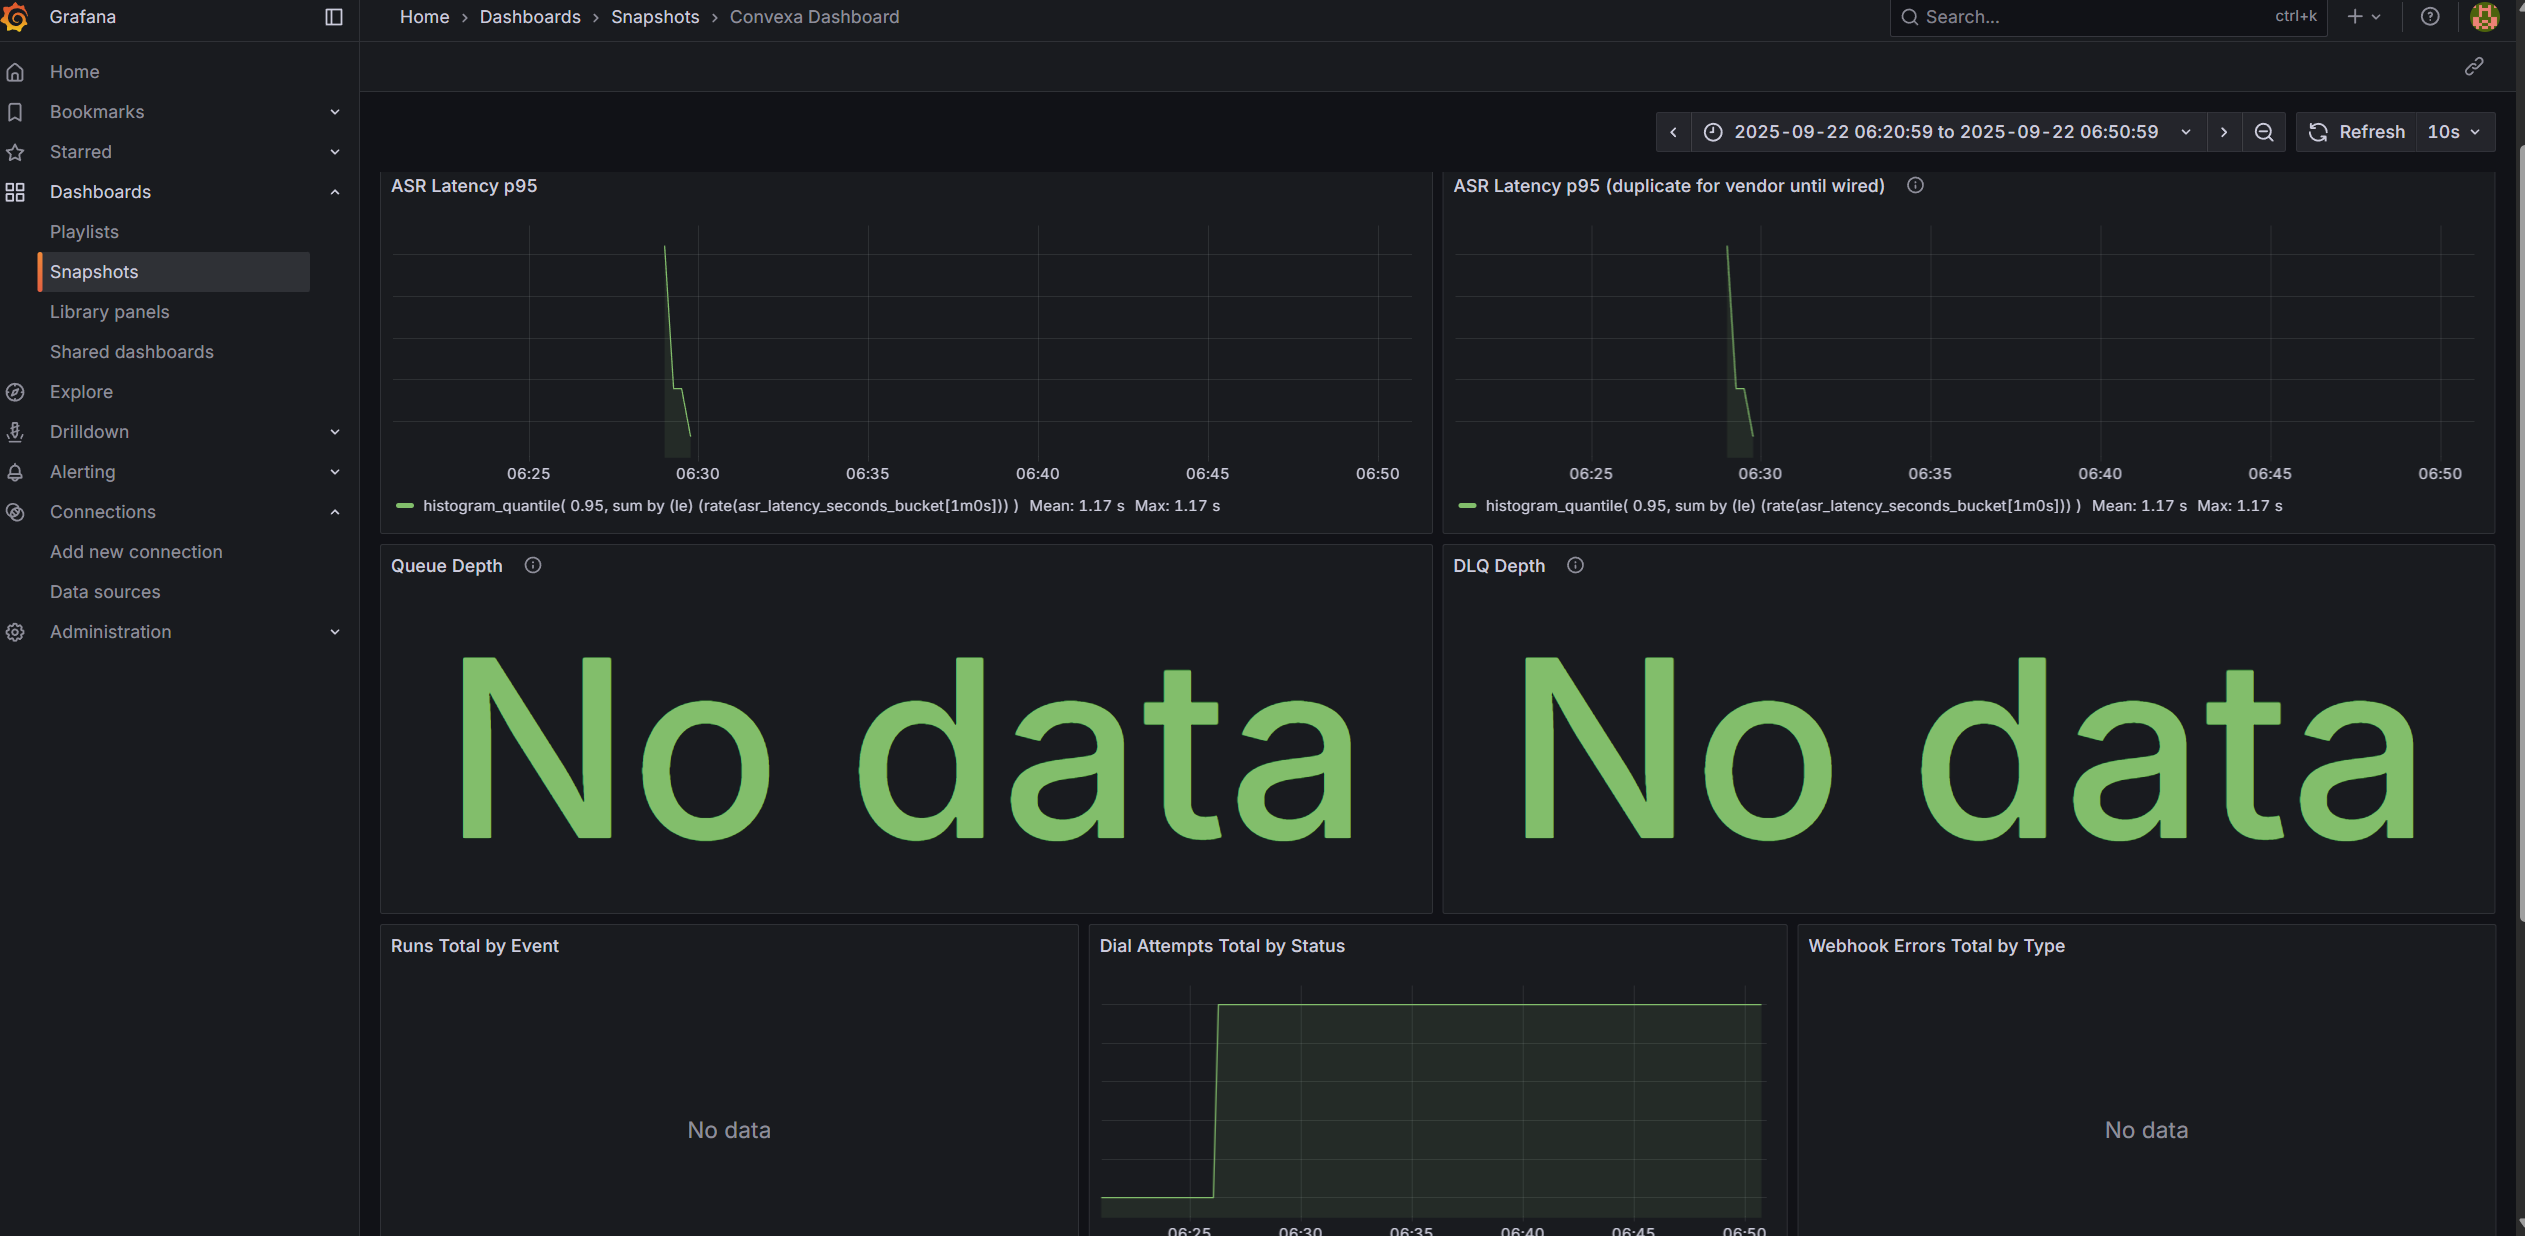 Grafana
Home › Dashboards › Snapshots › Convexa Dashboard
Search...
ctrl+k
Home
Bookmarks
Starred
Dashboards
Playlists
Snapshots
Library panels
Shared dashboards
Explore
Drilldown
Alerting
Connections
Add new connection
Data sources
Administration
2025-09-22 06:20:59 to 2025-09-22 06:50:59
Refresh
10s
ASR Latency p95
06:25 06:30 06:35 06:40 06:45 06:50
histogram_quantile( 0.95, sum by (le) (rate(asr_latency_seconds_bucket[1m0s])) ) Mean: 1.17 s Max: 1.17 s
ASR Latency p95 (duplicate for vendor until wired)
06:25 06:30 06:35 06:40 06:45 06:50
histogram_quantile( 0.95, sum by (le) (rate(asr_latency_seconds_bucket[1m0s])) ) Mean: 1.17 s Max: 1.17 s
Queue Depth
No data
DLQ Depth
No data
Runs Total by Event
No data
Dial Attempts Total by Status
06:25 06:30 06:35 06:40 06:45 06:50
Webhook Errors Total by Type
No data